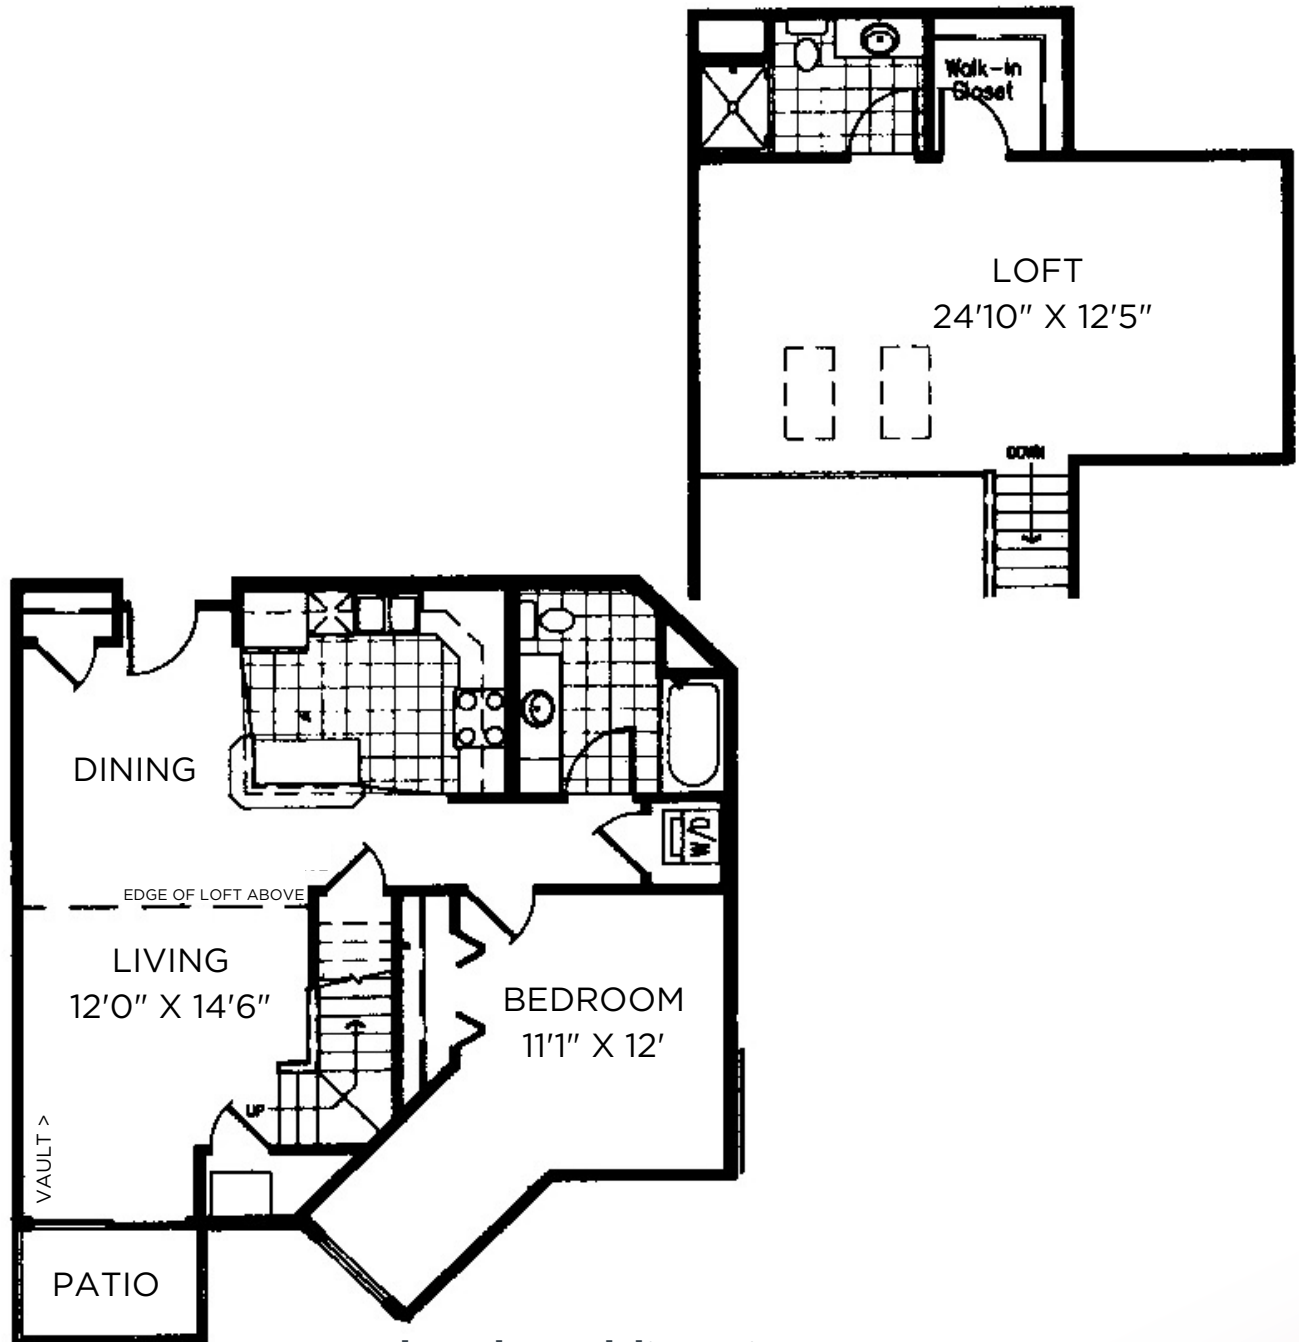 Walk-in
Closet
LOFT
24'10" X 12'5"
DOWN
DINING
W/D
EDGE OF LOFT ABOVE
LIVING
12'0" X 14'6"
BEDROOM
11'1" X 12'
UP
VAULT >
PATIO